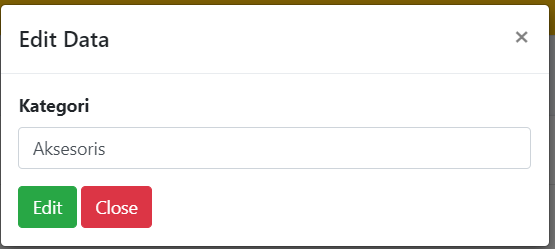 Edit Data ×
Kategori
Aksesoris
Edit Close